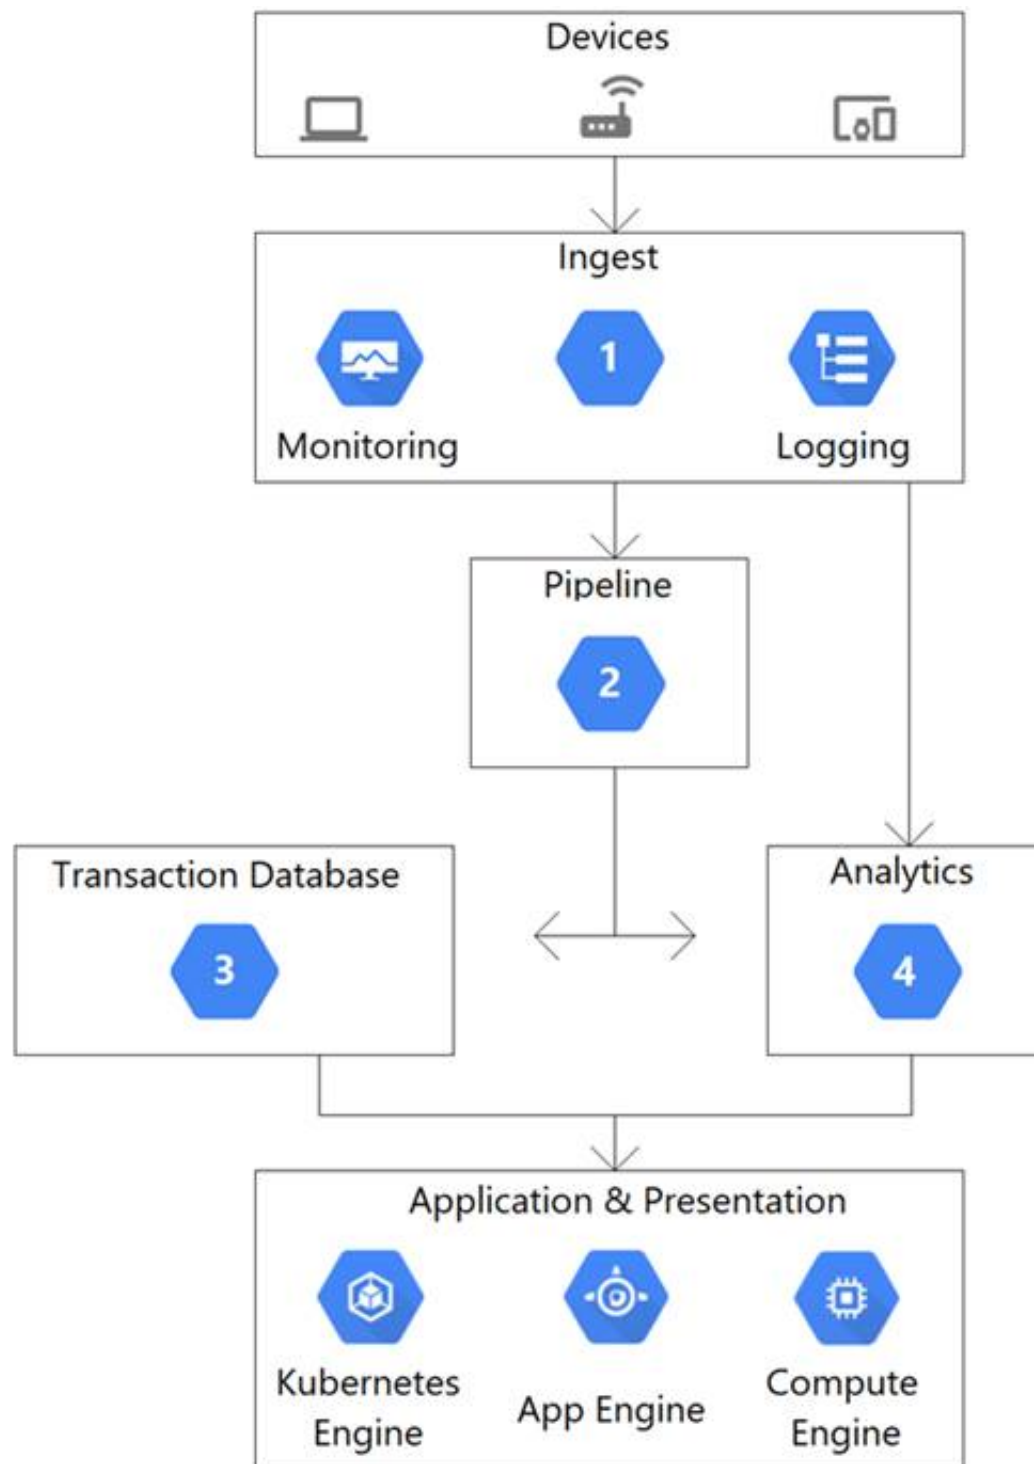 Devices
Ingest
1
Monitoring
Logging
Pipeline
2
Transaction Database
3
Analytics
4
Application & Presentation
Kubernetes
Engine
App Engine
Compute
Engine